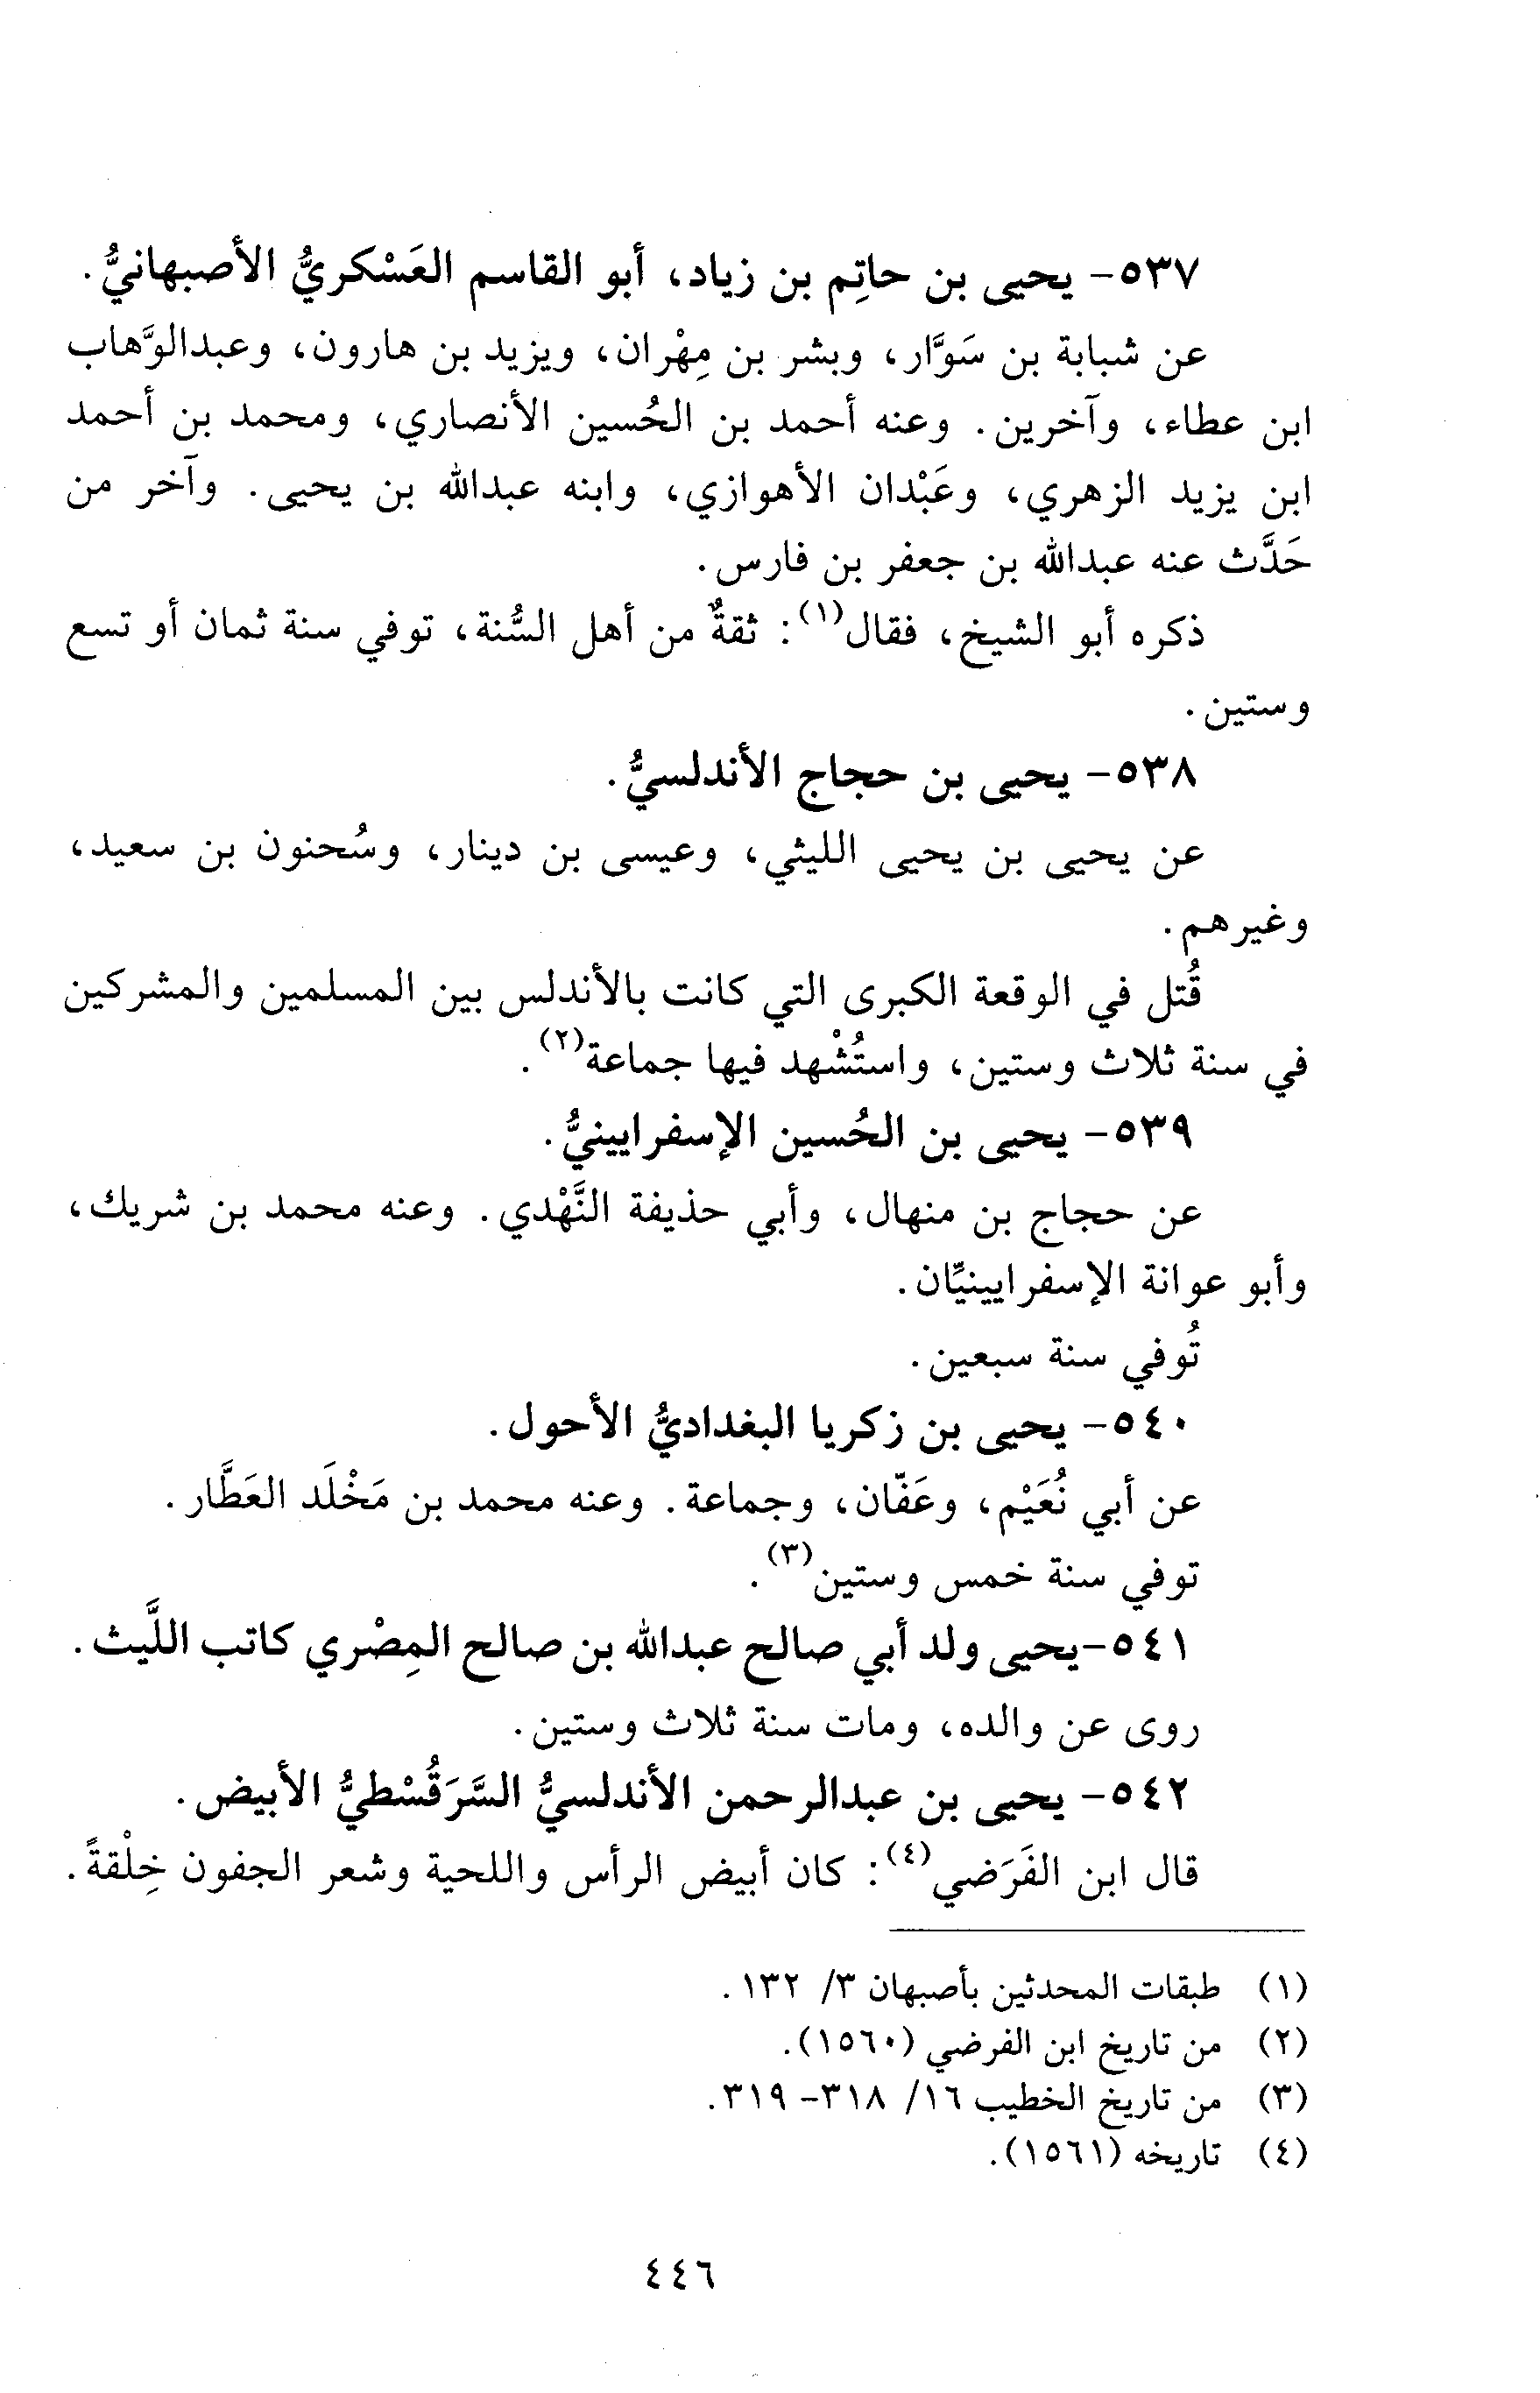 ٥٣٧- يحيى بن حاتِم بن زياد، أبو القاسم العَسْكريُّ الأصبهانيُّ.
عن شبابة بن سَوَّار، وبشر بن مِهْران، ويزيد بن هارون، وعبدالوَّهاب
ابن عطاء، وآخرين. وعنه أحمد بن الحُسين الأنصاري، ومحمد بن أحمد
ابن يزيد الزهري، وعَبْدان الأهوازي، وابنه عبدالله بن يحيى. وآخر من
حَدَّث عنه عبدالله بن جعفر بن فارس.
ذكره أبو الشيخ، فقال(١): ثقةٌ من أهل السُّنة، توفي سنة ثمان أو تسع
وستين.
٥٣٨- يحيى بن حجاج الأندلسيُّ.
عن يحيى بن يحيى الليثي، وعيسى بن دينار، وسُحنون بن سعيد،
وغيرهم.
قُتل في الوقعة الكبرى التي كانت بالأندلس بين المسلمين والمشركين
في سنة ثلاث وستين، واستُشْهد فيها جماعة(٢).
٥٣٩- يحيى بن الحُسين الإسفرايينيُّ.
عن حجاج بن منهال، وأبي حذيفة النَّهْدي. وعنه محمد بن شريك،
وأبو عوانة الإسفرايينيَّان.
تُوفي سنة سبعين.
٥٤٠- يحيى بن زكريا البغداديُّ الأحول.
عن أبي نُعَيْم، وعَفّان، وجماعة. وعنه محمد بن مَخْلَد العَطَّار.
توفي سنة خمس وستين(٣).
٥٤١-يحيى ولد أبي صالح عبدالله بن صالح المِصْري كاتب اللَّيث.
روى عن والده، ومات سنة ثلاث وستين.
٥٤٢- يحيى بن عبدالرحمن الأندلسيُّ السَّرَقُسْطيُّ الأبيض.
قال ابن الفَرَضي(٤): كان أبيض الرأس واللحية وشعر الجفون خِلْقةً.
(١) طبقات المحدثين بأصبهان ٣/ ١٣٢.
(٢) من تاريخ ابن الفرضي (١٥٦٠).
(٣) من تاريخ الخطيب ١٦/ ٣١٨- ٣١٩.
(٤) تاريخه (١٥٦١).
٤٤٦